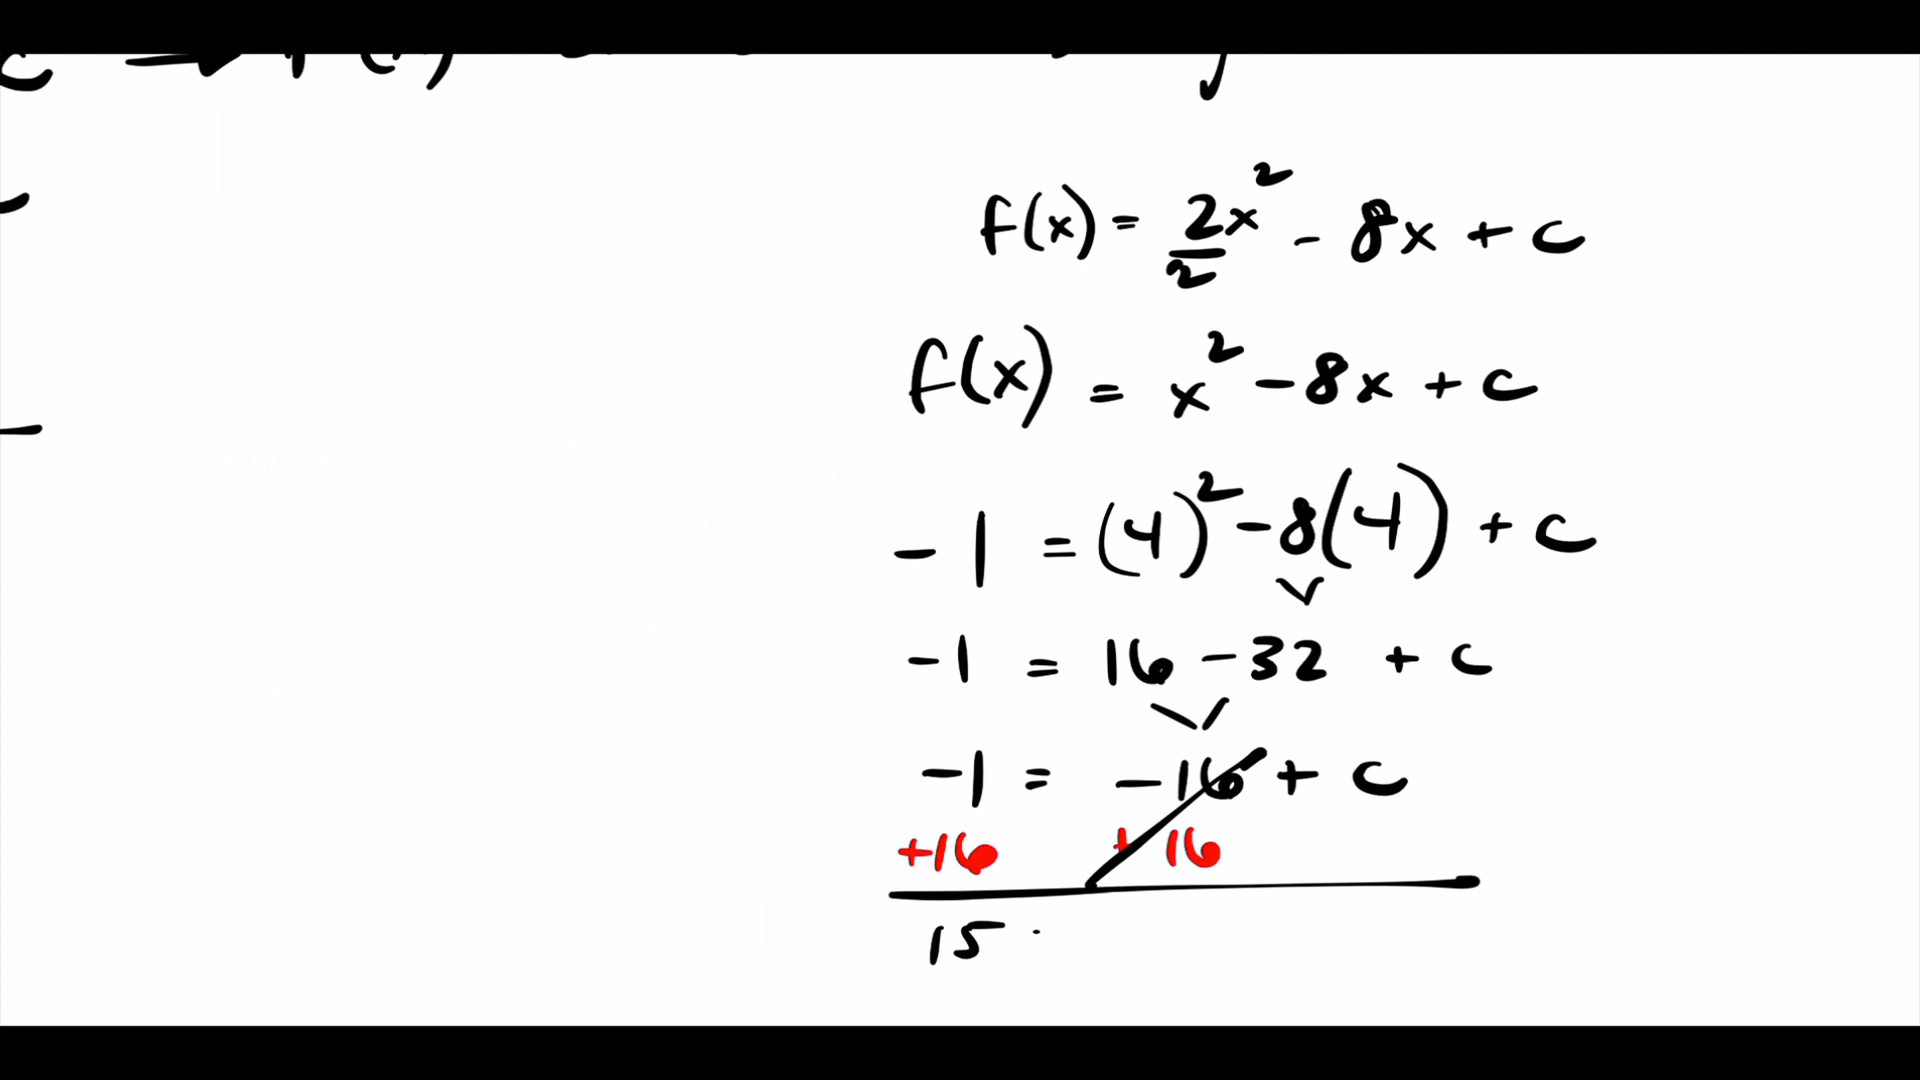 f(x) = 2x²/2 - 8x + c
f(x) = x² - 8x + c
-1 = (4)² - 8(4) + c
-1 = 16 - 32 + c
-1 = -16 + c
+16 + 16
15